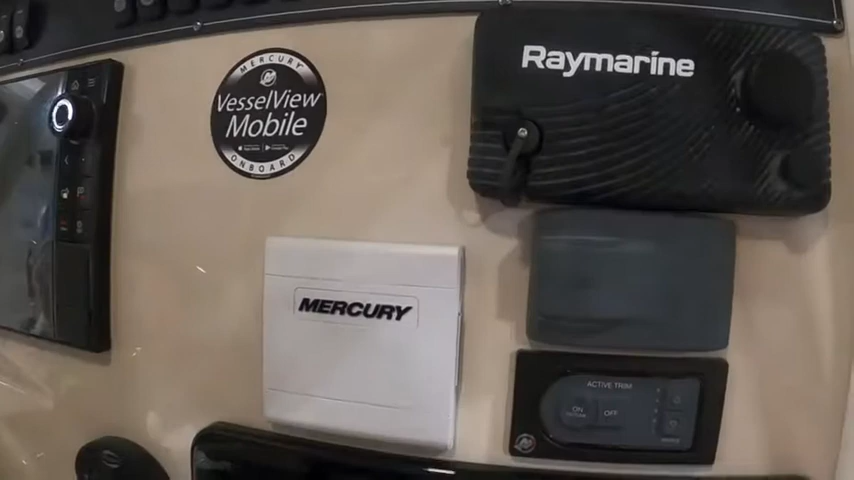 MERCURY
VesselView
Mobile
ONBOARD
Raymarine
MERCURY
ACTIVE TRIM
ON
OFF